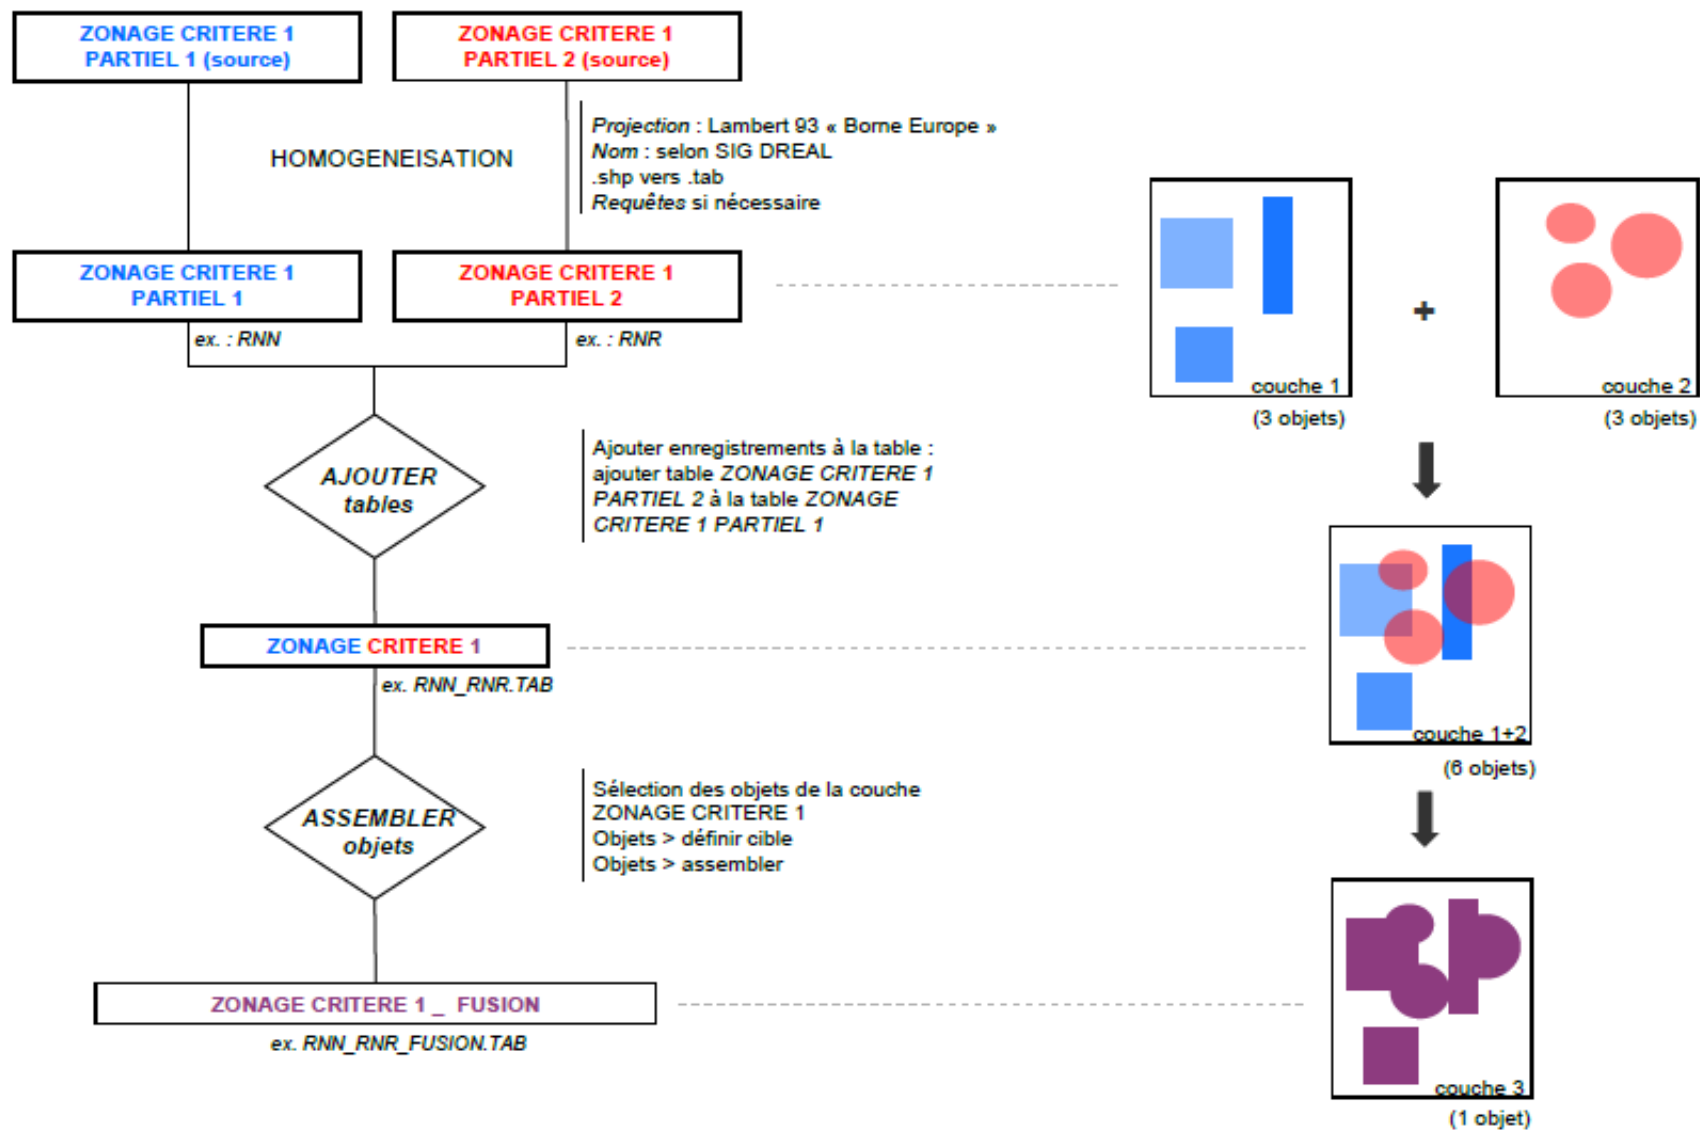 ZONAGE CRITERE 1
PARTIEL 1 (source)
ZONAGE CRITERE 1
PARTIEL 2 (source)
HOMOGENEISATION
Projection : Lambert 93 « Borne Europe »
Nom : selon SIG DREAL
.shp vers .tab
Requêtes si nécessaire
ZONAGE CRITERE 1
PARTIEL 1
ZONAGE CRITERE 1
PARTIEL 2
ex. : RNN
ex. : RNR
couche 1
(3 objets)
+
couche 2
(3 objets)
AJOUTER
tables
Ajouter enregistrements à la table :
ajouter table ZONAGE CRITERE 1
PARTIEL 2 à la table ZONAGE
CRITERE 1 PARTIEL 1
ZONAGE CRITERE 1
ex. RNN_RNR.TAB
couche 1+2
(6 objets)
ASSEMBLER
objets
Sélection des objets de la couche
ZONAGE CRITERE 1
Objets > définir cible
Objets > assembler
ZONAGE CRITERE 1 _ FUSION
ex. RNN_RNR_FUSION.TAB
couche 3
(1 objet)